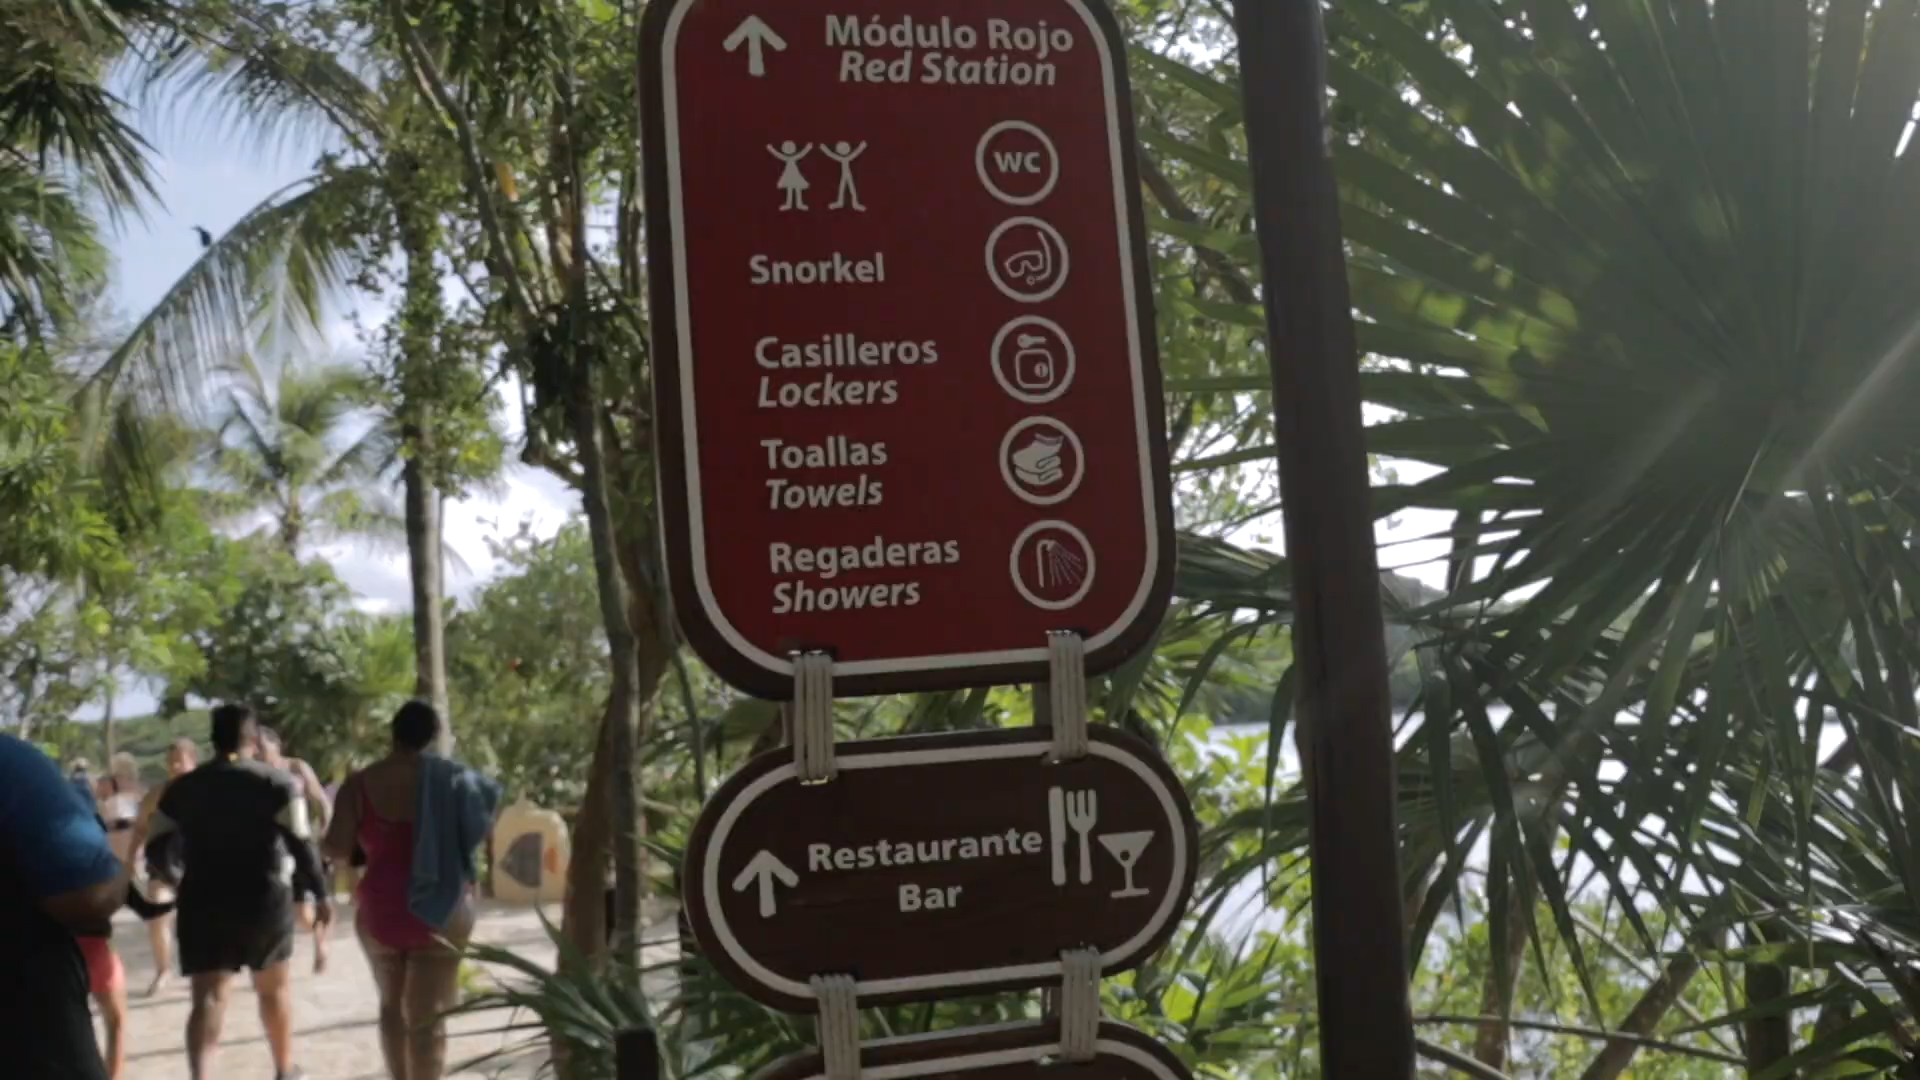 Módulo Rojo
Red Station
WC
Snorkel
Casilleros
Lockers
Toallas
Towels
Regaderas
Showers
Restaurante
Bar